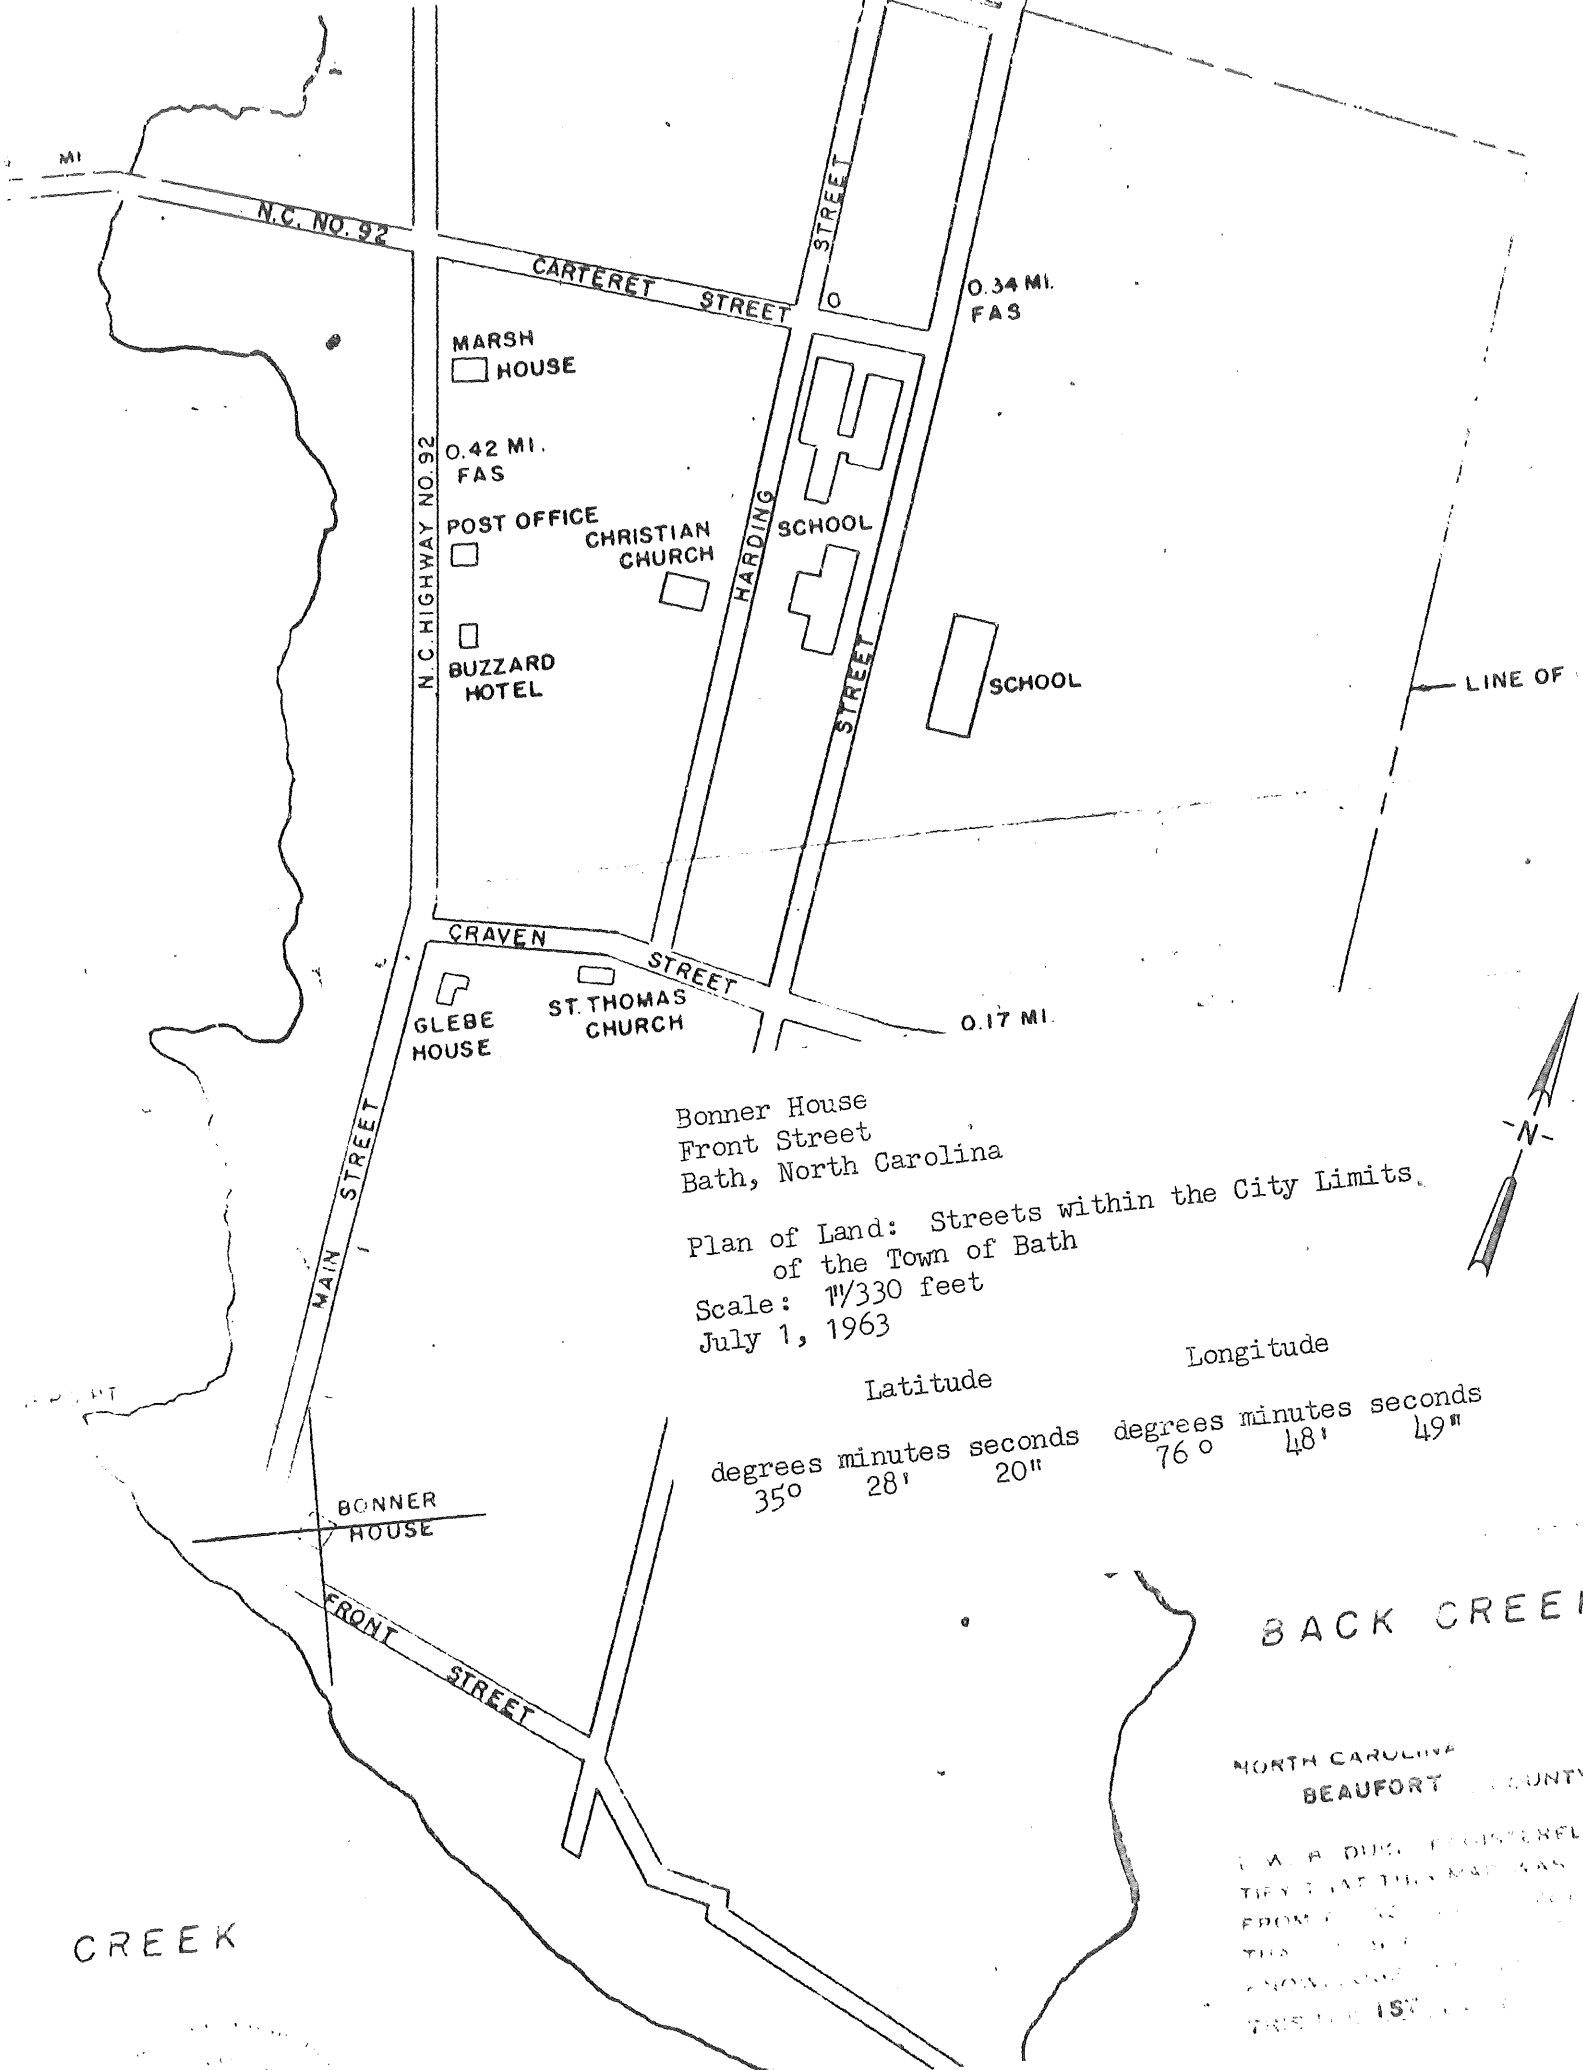 MI
N.C. NO. 92
CARTERET STREET
STREET
0.34 MI.
FAS
MARSH
HOUSE
N.C. HIGHWAY NO. 92
0.42 MI.
FAS
POST OFFICE
CHRISTIAN
CHURCH
HARDING
SCHOOL
BUZZARD
HOTEL
STREET
SCHOOL
LINE OF
CRAVEN
STREET
GLEBE
HOUSE
ST. THOMAS
CHURCH
0.17 MI.
MAIN STREET
-N-
Bonner House
Front Street
Bath, North Carolina
Plan of Land: Streets within the City Limits
of the Town of Bath
Scale: 1"/330 feet
July 1, 1963
Latitude Longitude
degrees minutes seconds degrees minutes seconds
35° 28' 20" 76° 48' 49"
BONNER
HOUSE
FRONT STREET
BACK
CREEK
NORTH CAROLINA
BEAUFORT
1ST